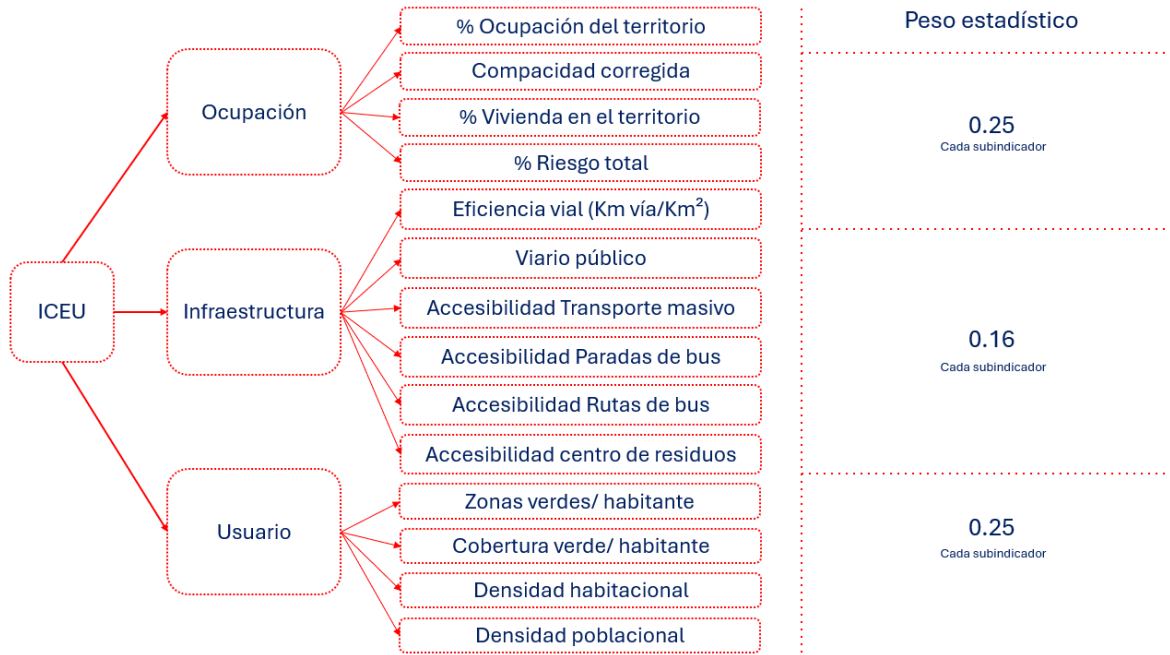 Peso estadístico
ICEU
Ocupación
% Ocupación del territorio
Compacidad corregida
% Vivienda en el territorio
% Riesgo total
0.25
Cada subindicador
Infraestructura
Eficiencia vial (Km vía/Km²)
Viario público
Accesibilidad Transporte masivo
Accesibilidad Paradas de bus
Accesibilidad Rutas de bus
Accesibilidad centro de residuos
0.16
Cada subindicador
Usuario
Zonas verdes/ habitante
Cobertura verde/ habitante
Densidad habitacional
Densidad poblacional
0.25
Cada subindicador